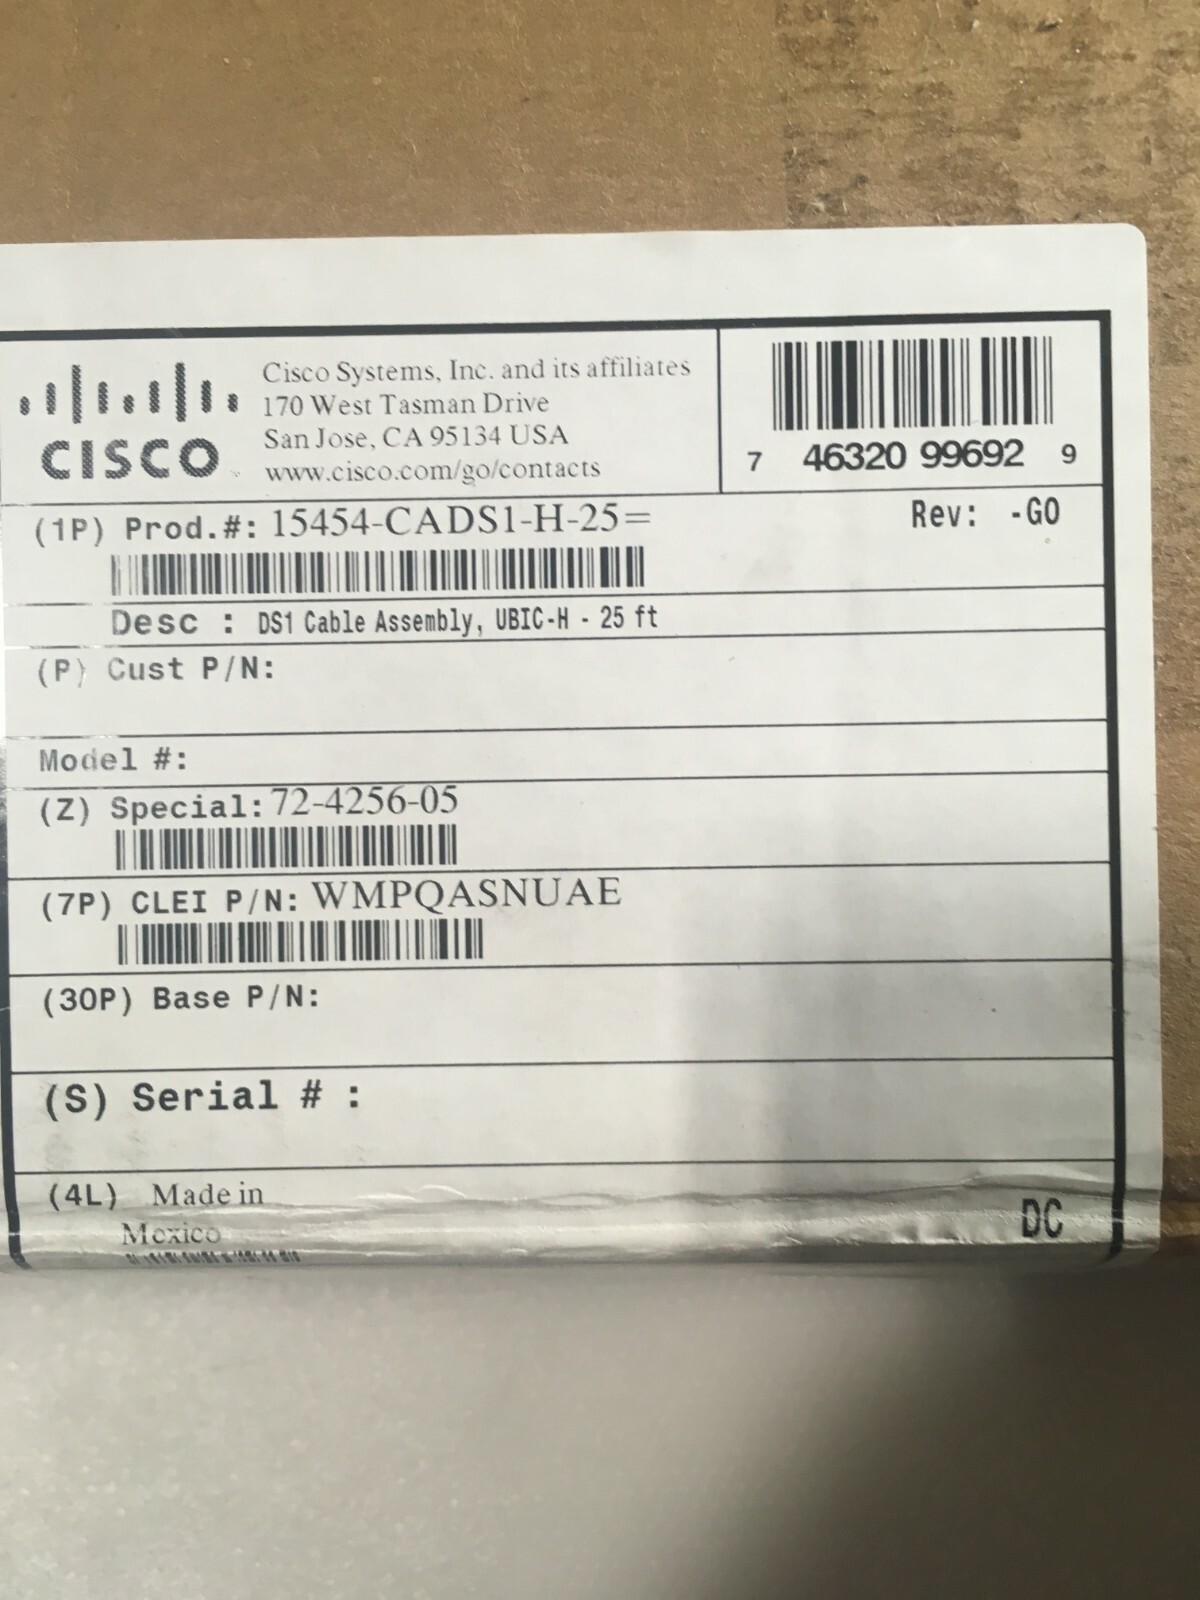 CISCO
Cisco Systems, Inc. and its affiliates
170 West Tasman Drive
San Jose, CA 95134 USA
www.cisco.com/go/contacts
7 46320 99692 9
(1P) Prod.#: 15454-CADS1-H-25=
Rev: -G0
Desc : DS1 Cable Assembly, UBIC-H - 25 ft
(P) Cust P/N:
Model #:
(Z) Special: 72-4256-05
(7P) CLEI P/N: WMPQASNUAE
(30P) Base P/N:
(S) Serial # :
(4L) Made in
Mexico
DC